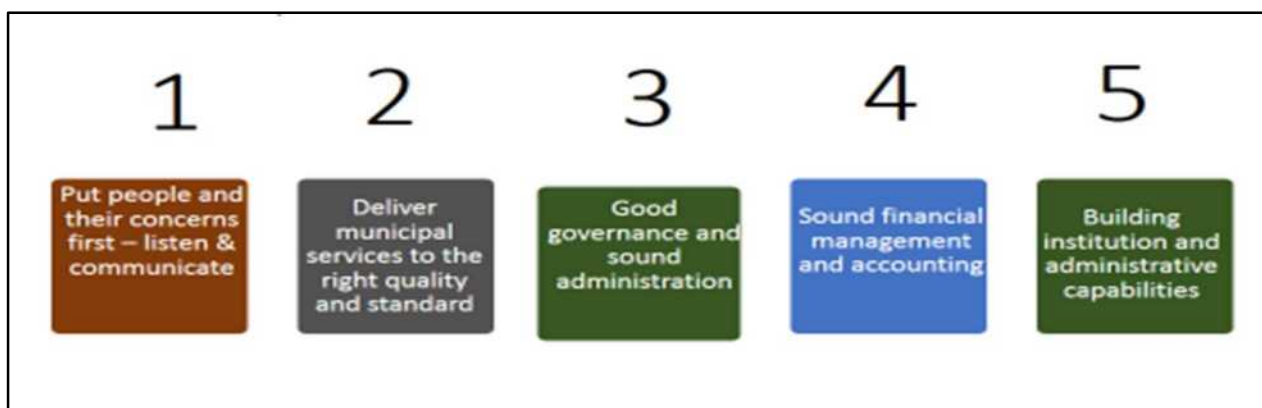 1
2
3
4
5
Put people and
their concerns
first – listen &
communicate
Deliver
municipal
services to the
right quality
and standard
Good
governance and
sound
administration
Sound financial
management
and accounting
Building
institution and
administrative
capabilities